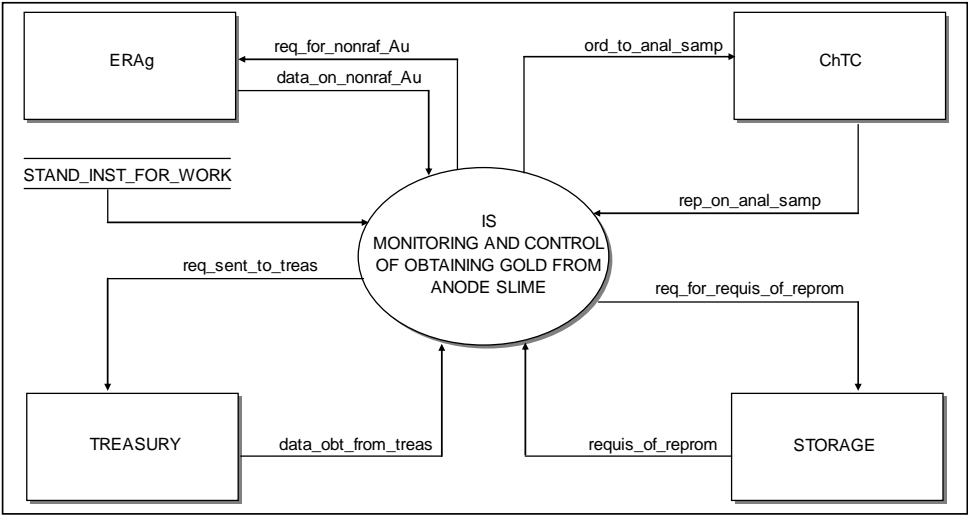 ERAg
req_for_nonraf_Au
data_on_nonraf_Au
ord_to_anal_samp
ChTC
STAND_INST_FOR_WORK
rep_on_anal_samp
IS
MONITORING AND CONTROL
OF OBTAINING GOLD FROM
ANODE SLIME
req_sent_to_treas
req_for_requis_of_reprom
TREASURY
data_obt_from_treas
requis_of_reprom
STORAGE